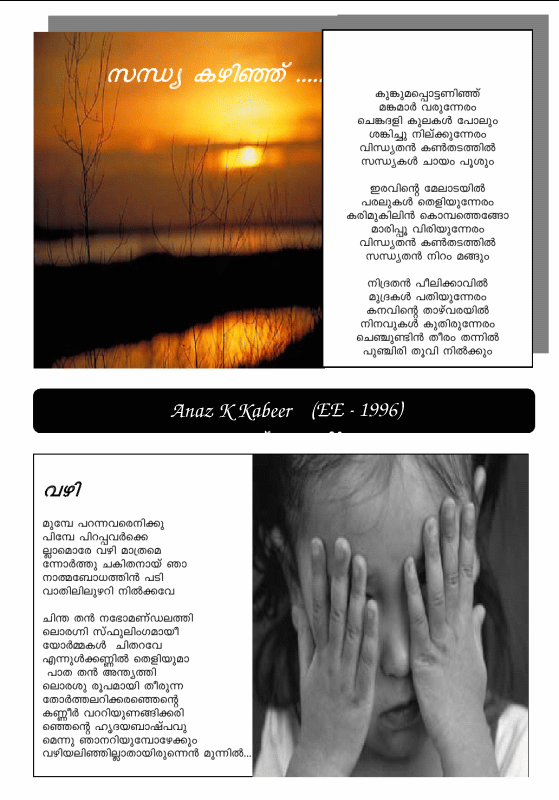 സന്ധ്യ കഴിഞ്ഞ് .....
കുങ്കുമപ്പൊട്ടണിഞ്ഞ്
മങ്കമാർ വരുന്നേരം
ചെങ്കദളി കുലകൾ പോലും
ശങ്കിച്ചു നില്ക്കുന്നേരം
വിന്ധ്യതൻ കൺതടത്തിൽ
സന്ധ്യകൾ ചായം പൂശും
ഇരവിന്റെ മേലാടയിൽ
പരലുകൾ തെളിയുന്നേരം
കരിമുകിലിൻ കൊമ്പത്തെങ്ങോ
മാരിപ്പൂ വിരിയുന്നേരം
വിന്ധ്യതൻ കൺതടത്തിൽ
സന്ധ്യതൻ നിറം മങ്ങും
നിദ്രതൻ പീലിക്കാവിൽ
മുദ്രകൾ പതിയുന്നേരം
കനവിന്റെ താഴ്‌വരയിൽ
നിനവുകൾ കുതിരുന്നേരം
ചെഞ്ചുണ്ടിൻ തീരം തന്നിൽ
പുഞ്ചിരി തൂവി നിൽക്കും
Anaz K Kabeer (EE - 1996)
വഴി
മുമ്പേ പറന്നവരെനിക്കു
പിമ്പേ പിറപ്പവർക്കെ
ല്ലാമൊരേ വഴി മാത്രമെ
ന്നോർത്തു ചകിതനായ് ഞാ
നാത്മബോധത്തിൻ പടി
വാതിലിലുഴറി നിൽക്കവേ
ചിന്ത തൻ നഭോമണ്ഡലത്തി
ലൊരഗ്നി സ്ഫുലിംഗമായീ
യോർമ്മകൾ ചിതറവേ
എന്നുൾക്കണ്ണിൽ തെളിയുമാ
പാത തൻ അന്ത്യത്തി
ലൊരശ്രു രൂപമായി തീരുന്ന
തോർത്തലറിക്കരഞ്ഞെന്റെ
കണ്ണീർ വററിയുണങ്ങിക്കരി
ഞ്ഞെന്റെ ഹൃദയബാഷ്പവു
മെന്നു ഞാനറിയുമ്പോഴേക്കും
വഴിയലിഞ്ഞില്ലാതായിരുന്നെൻ മുന്നിൽ...